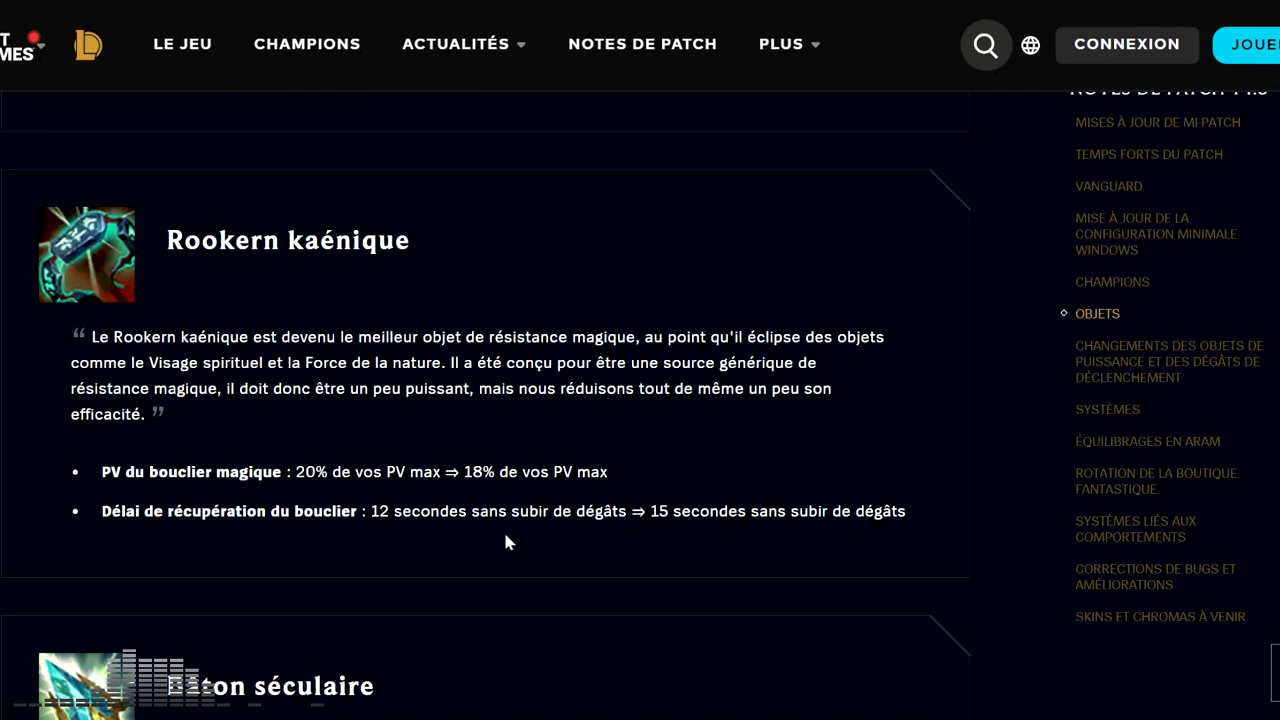 T
MES
LE JEU
CHAMPIONS
ACTUALITÉS
NOTES DE PATCH
PLUS
CONNEXION
JOUE
Rookern kaénique
“ Le Rookern kaénique est devenu le meilleur objet de résistance magique, au point qu'il éclipse des objets
comme le Visage spirituel et la Force de la nature. Il a été conçu pour être une source générique de
résistance magique, il doit donc être un peu puissant, mais nous réduisons tout de même un peu son
efficacité. ”
• PV du bouclier magique : 20% de vos PV max ⇒ 18% de vos PV max
• Délai de récupération du bouclier : 12 secondes sans subir de dégâts ⇒ 15 secondes sans subir de dégâts
Bâton séculaire
MISES À JOUR DE MI-PATCH
TEMPS FORTS DU PATCH
VANGUARD
MISE À JOUR DE LA
CONFIGURATION MINIMALE
WINDOWS
CHAMPIONS
OBJETS
CHANGEMENTS DES OBJETS DE
PUISSANCE ET DES DÉGÂTS DE
DÉCLENCHEMENT
SYSTÈMES
ÉQUILIBRAGES EN ARAM
ROTATION DE LA BOUTIQUE
FANTASTIQUE
SYSTÈMES LIÉS AUX
COMPORTEMENTS
CORRECTIONS DE BUGS ET
AMÉLIORATIONS
SKINS ET CHROMAS À VENIR